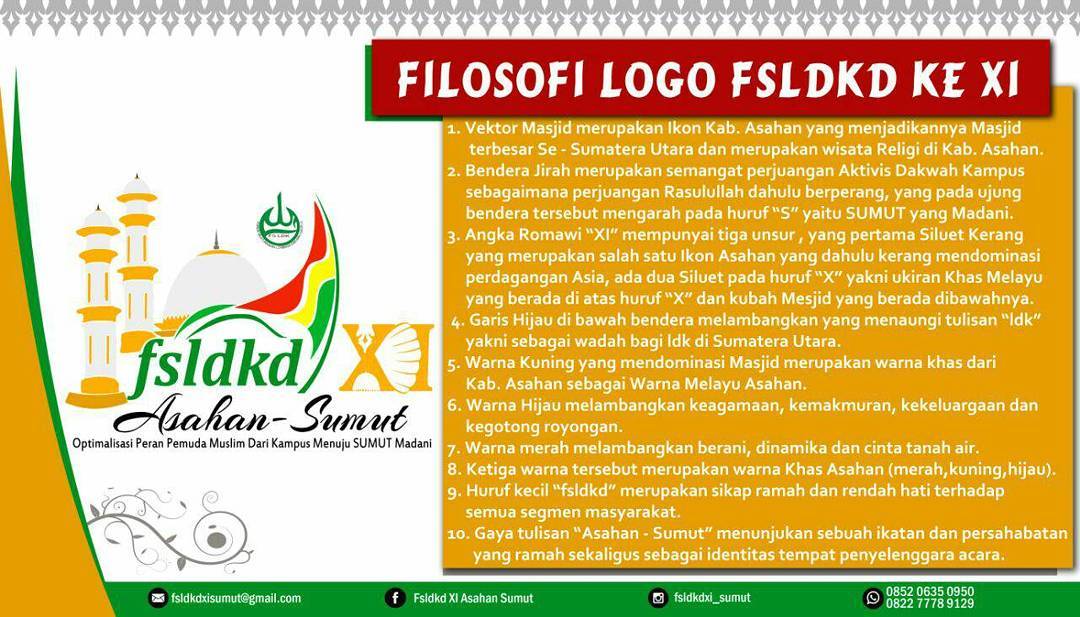 FILOSOFI LOGO FSLDKD KE XI
1. Vektor Masjid merupakan Ikon Kab. Asahan yang menjadikannya Masjid
terbesar Se - Sumatera Utara dan merupakan wisata Religi di Kab. Asahan.
2. Bendera Jirah merupakan semangat perjuangan Aktivis Dakwah Kampus
sebagaimana perjuangan Rasulullah dahulu berperang, yang pada ujung
bendera tersebut mengarah pada huruf “S” yaitu SUMUT yang Madani.
3. Angka Romawi “XI” mempunyai tiga unsur , yang pertama Siluet Kerang
yang merupakan salah satu Ikon Asahan yang dahulu kerang mendominasi
perdagangan Asia, ada dua Siluet pada huruf “X” yakni ukiran Khas Melayu
yang berada di atas huruf “X” dan kubah Mesjid yang berada dibawahnya.
4. Garis Hijau di bawah bendera melambangkan yang menaungi tulisan “ldk”
yakni sebagai wadah bagi ldk di Sumatera Utara.
5. Warna Kuning yang mendominasi Masjid merupakan warna khas dari
Kab. Asahan sebagai Warna Melayu Asahan.
6. Warna Hijau melambangkan keagamaan, kemakmuran, kekeluargaan dan
kegotong royongan.
7. Warna merah melambangkan berani, dinamika dan cinta tanah air.
8. Ketiga warna tersebut merupakan warna Khas Asahan (merah,kuning,hijau).
9. Huruf kecil “fsldkd” merupakan sikap ramah dan rendah hati terhadap
semua segmen masyarakat.
10. Gaya tulisan “Asahan - Sumut” menunjukan sebuah ikatan dan persahabatan
yang ramah sekaligus sebagai identitas tempat penyelenggara acara.
fsldkd XI
Asahan-Sumut
Optimalisasi Peran Pemuda Muslim Dari Kampus Menuju SUMUT Madani
fsldkdxisumut@gmail.com
Fsldkd XI Asahan Sumut
fsldkdxi_sumut
0852 0635 0950
0822 7778 9129